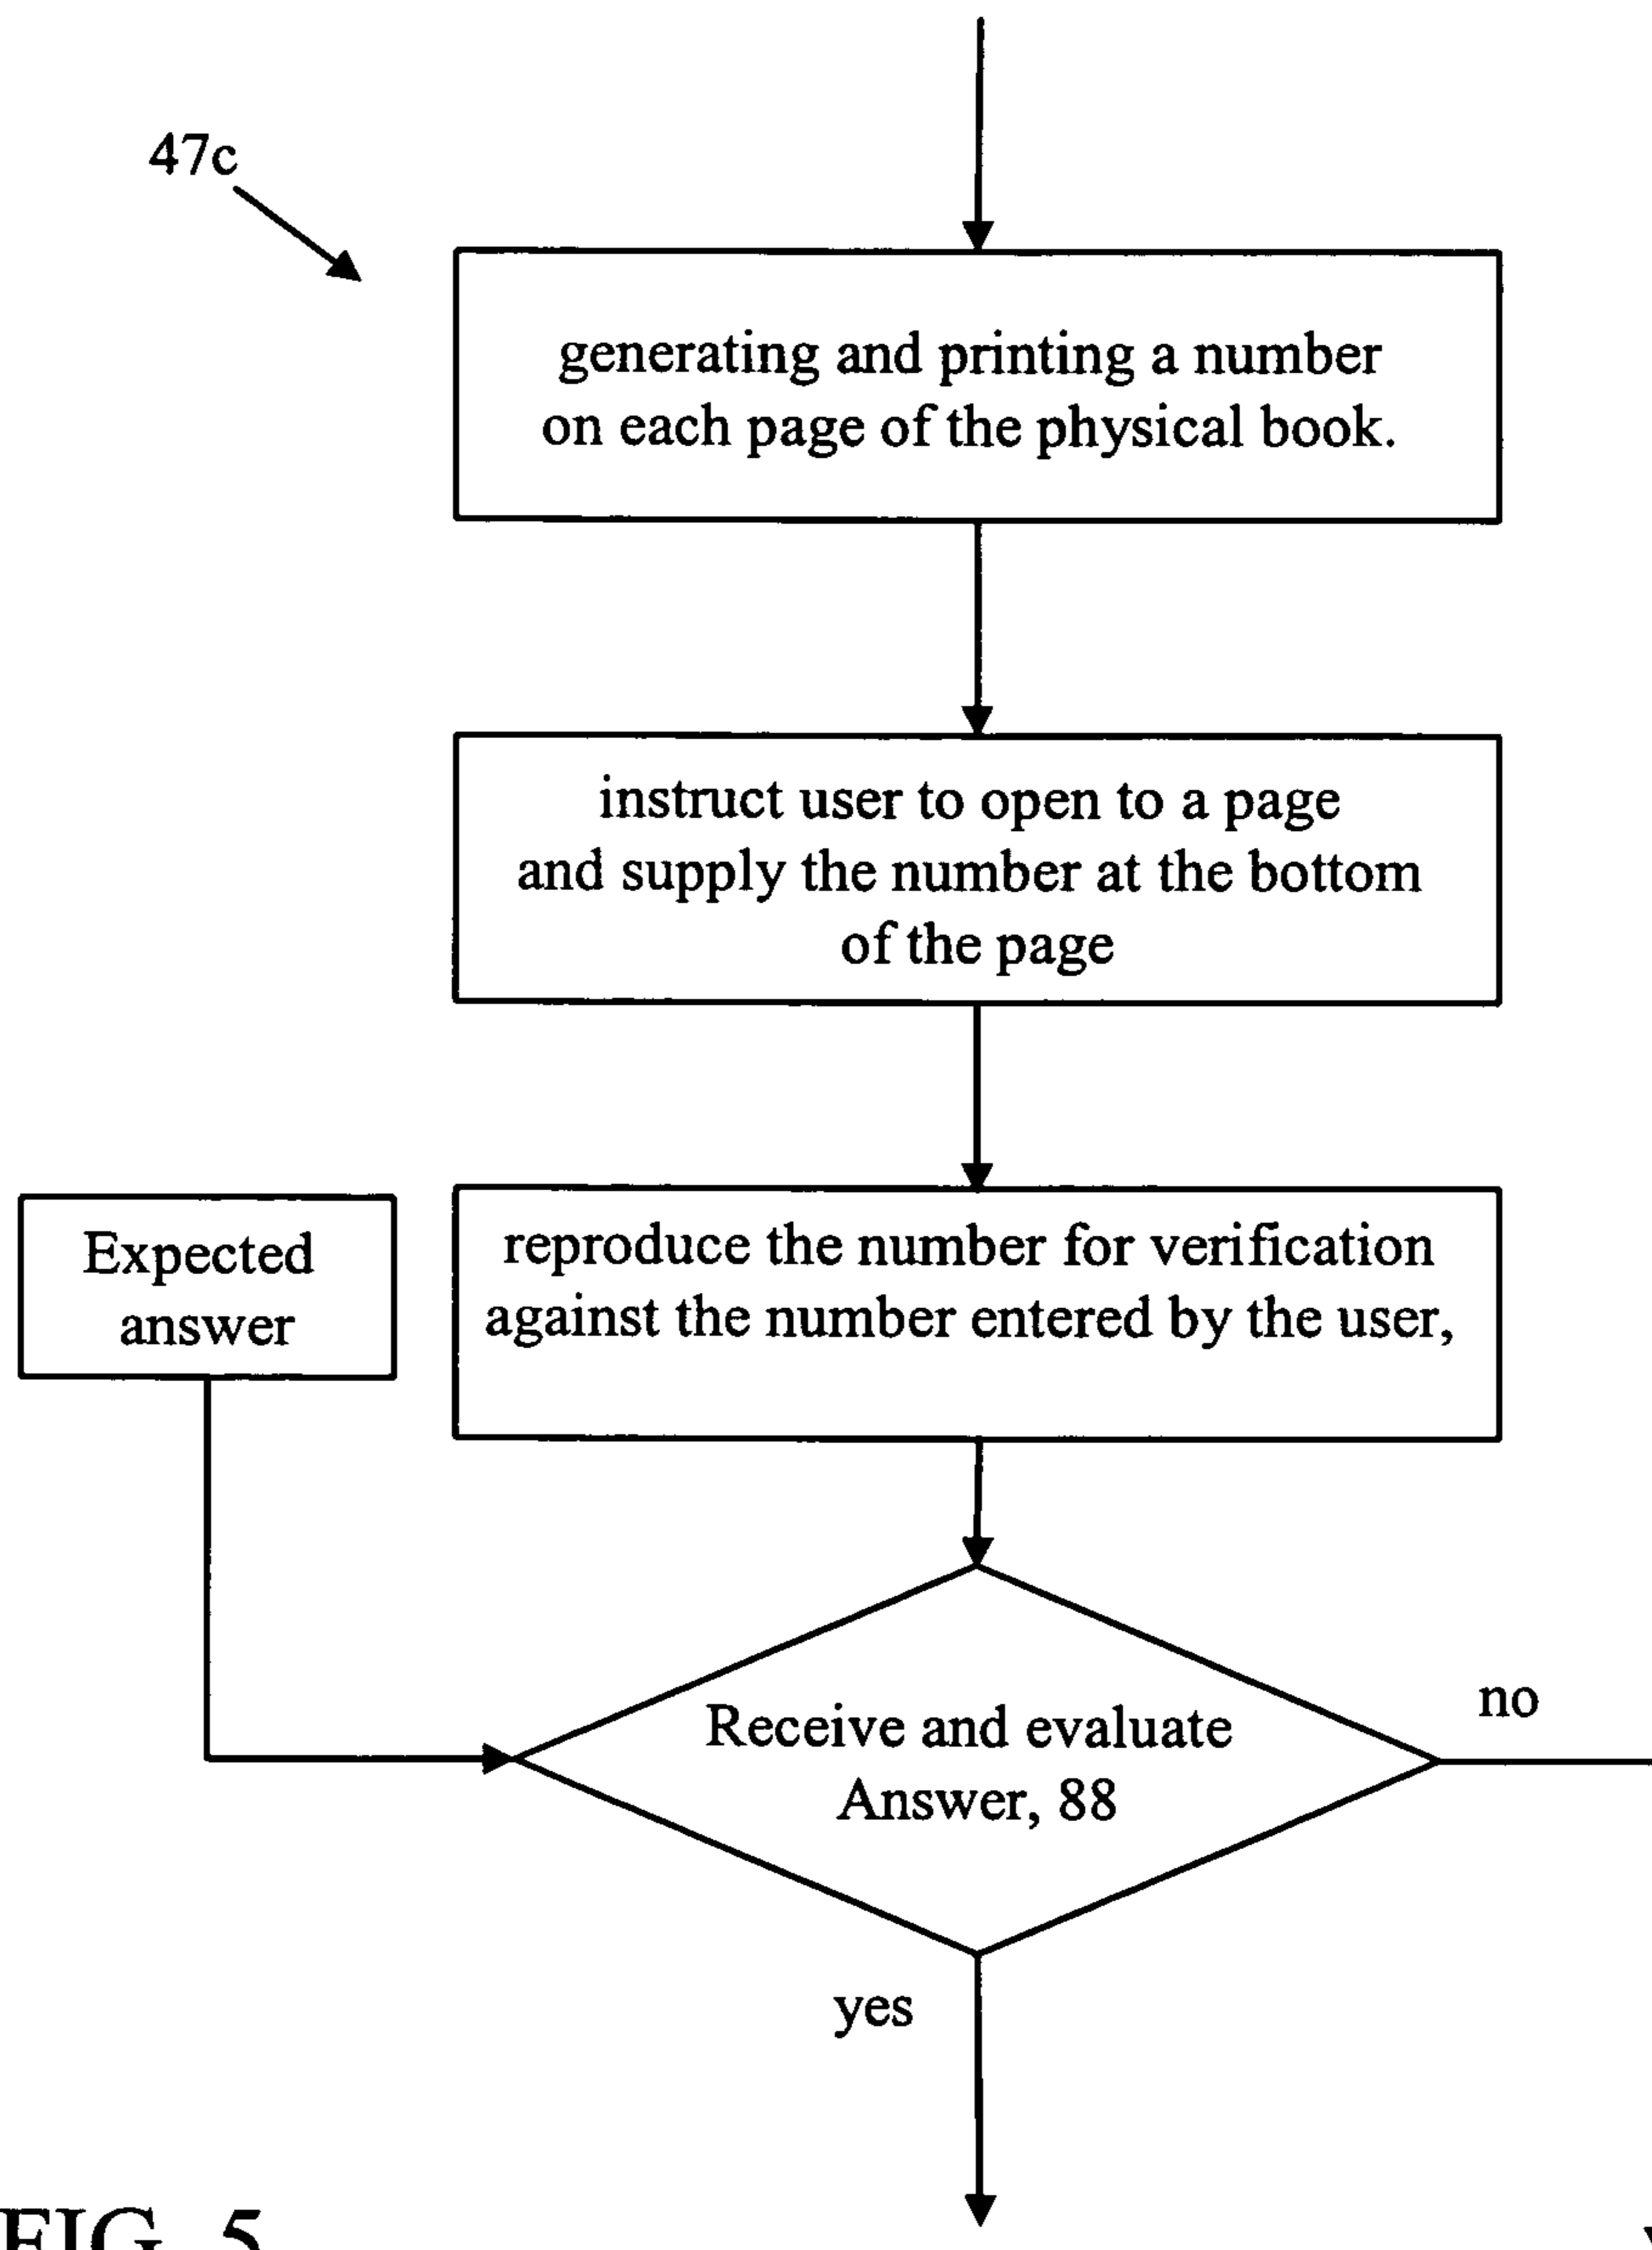 47c
generating and printing a number
on each page of the physical book.
instruct user to open to a page
and supply the number at the bottom
of the page
Expected
answer
reproduce the number for verification
against the number entered by the user,
Receive and evaluate
Answer, 88
no
yes
FIG. 5